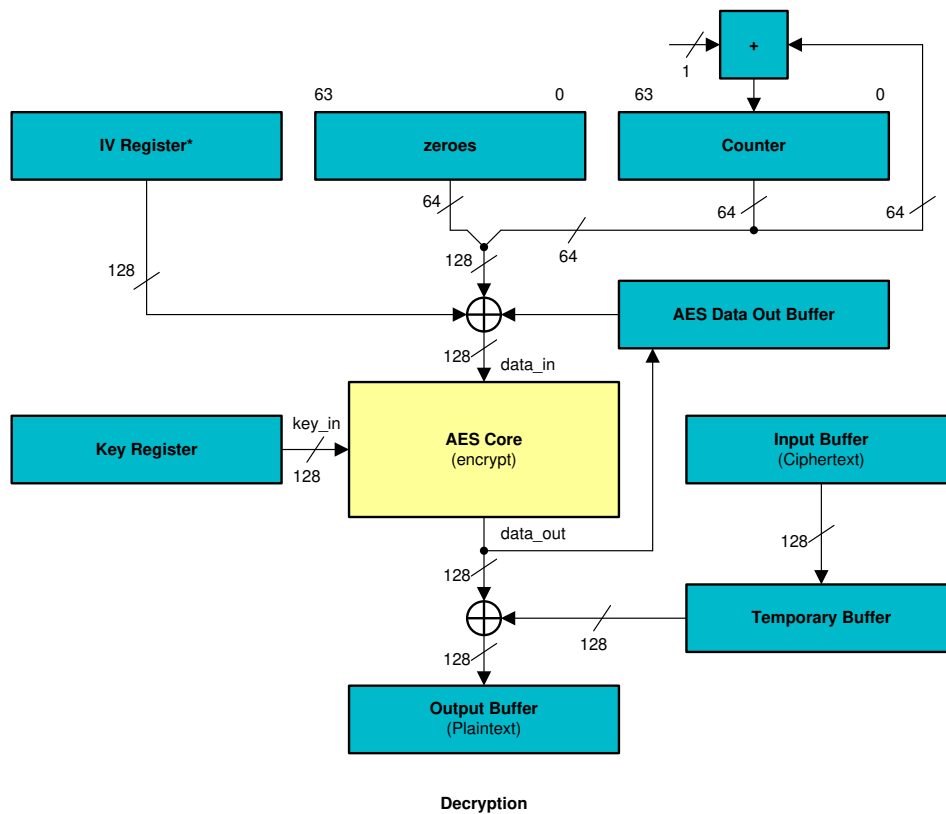 +
1
63
0
63
0
IV Register*
zeroes
Counter
64
64
64
64
128
128
AES Data Out Buffer
128
data_in
key_in
Key Register
128
AES Core
(encrypt)
Input Buffer
(Ciphertext)
data_out
128
128
Temporary Buffer
128
128
Output Buffer
(Plaintext)
Decryption